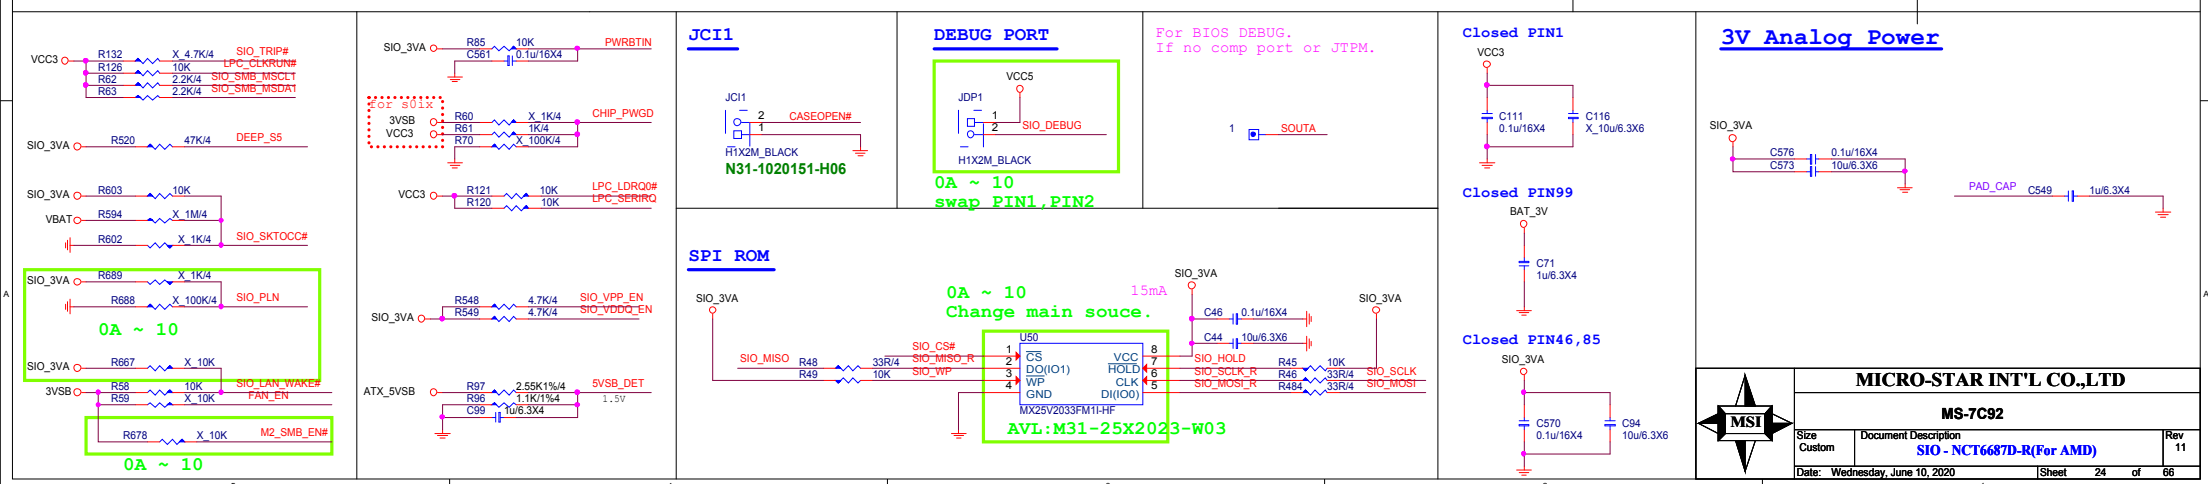 VCC3
R132 X_4.7K/4 SIO_TRIP#
R126 10K LPC_CLKRUN#
R62 2.2K/4 SIO_SMB_MSCL1
R63 2.2K/4 SIO_SMB_MSDA1
SIO_3VA R520 47K/4 DEEP_S5
SIO_3VA R603 10K
VBAT R594 X_1M/4
R602 X_1K/4 SIO_SKTOCC#
SIO_3VA R689 X_1K/4
R688 X_100K/4 SIO_PLN
0A ~ 10
SIO_3VA R667 X_10K
3VSB R58 10K SIO_LAN_WAKE#
R59 X_10K FAN_EN
R678 X_10K M2_SMB_EN#
0A ~ 10
A
SIO_3VA R85 10K PWRBTIN
C561 0.1u/16X4
for s0ix
3VSB R60 X_1K/4 CHIP_PWGD
VCC3 R61 1K/4
R70 X_100K/4
VCC3 R121 10K LPC_LDRQ0#
R120 10K LPC_SERIRQ
R548 4.7K/4 SIO_VPP_EN
SIO_3VA R549 4.7K/4 SIO_VDDQ_EN
ATX_5VSB R97 2.55K1%/4 5VSB_DET
R96 1.1K/1%4 1.5V
C99 1u/6.3X4
JCI1
JCI1
2 CASEOPEN#
1
H1X2M_BLACK
N31-1020151-H06
DEBUG PORT
VCC5
JDP1
1
2 SIO_DEBUG
H1X2M_BLACK
0A ~ 10
swap PIN1,PIN2
For BIOS DEBUG.
If no comp port or JTPM.
1 SOUTA
SPI ROM
0A ~ 10
Change main souce.
15mA
SIO_3VA
SIO_3VA
SIO_3VA
C46 0.1u/16X4
C44 10u/6.3X6
U50
SIO_CS# 1 CS VCC 8
SIO_MISO R48 33R/4 SIO_MISO_R 2 DO(IO1) HOLD 7 SIO_HOLD R45 10K
R49 10K SIO_WP 3 WP CLK 6 SIO_SCLK_R R46 33R/4 SIO_SCLK
4 GND DI(IO0) 5 SIO_MOSI_R R484 33R/4 SIO_MOSI
MX25V2033FM1I-HF
AVL:M31-25X2023-W03
Closed PIN1
VCC3
C111 0.1u/16X4
C116 X_10u/6.3X6
Closed PIN99
BAT_3V
C71
1u/6.3X4
Closed PIN46,85
SIO_3VA
C570 0.1u/16X4
C94 10u/6.3X6
3V Analog Power
SIO_3VA
C576 0.1u/16X4
C573 10u/6.3X6
PAD_CAP C549 1u/6.3X4
A
MSI
MICRO-STAR INT'L CO.,LTD
MS-7C92
Size Document Description Rev
Custom SIO - NCT6687D-R(For AMD) 11
Date: Wednesday, June 10, 2020 Sheet 24 of 66